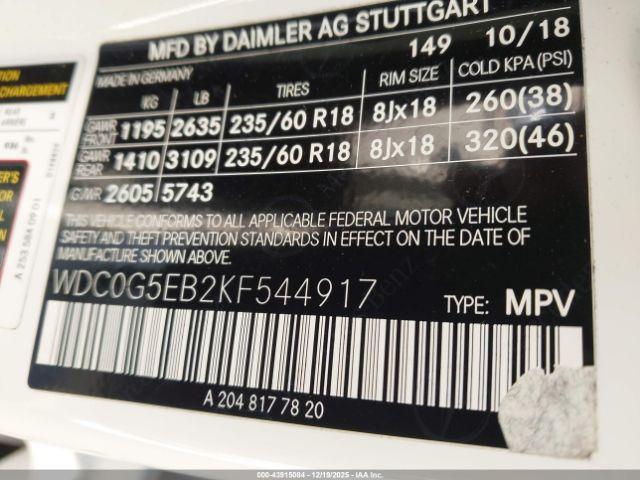 MFD BY DAIMLER AG STUTTGART
149 10/18
MADE IN GERMANY
KG LB TIRES RIM SIZE COLD KPA (PSI)
GAWR FRONT 1195 2635 235/60 R18 8Jx18 260(38)
GAWR REAR 1410 3109 235/60 R18 8Jx18 320(46)
GVWR 2605 5743
THIS VEHICLE CONFORMS TO ALL APPLICABLE FEDERAL MOTOR VEHICLE
SAFETY AND THEFT PREVENTION STANDARDS IN EFFECT ON THE DATE OF
MANUFACTURE SHOWN ABOVE.
WDC0G5EB2KF544917 TYPE: MPV
A 204 817 78 20
A 253 584 09 01
000-43915084 - 12/19/2025 - IAA, Inc.